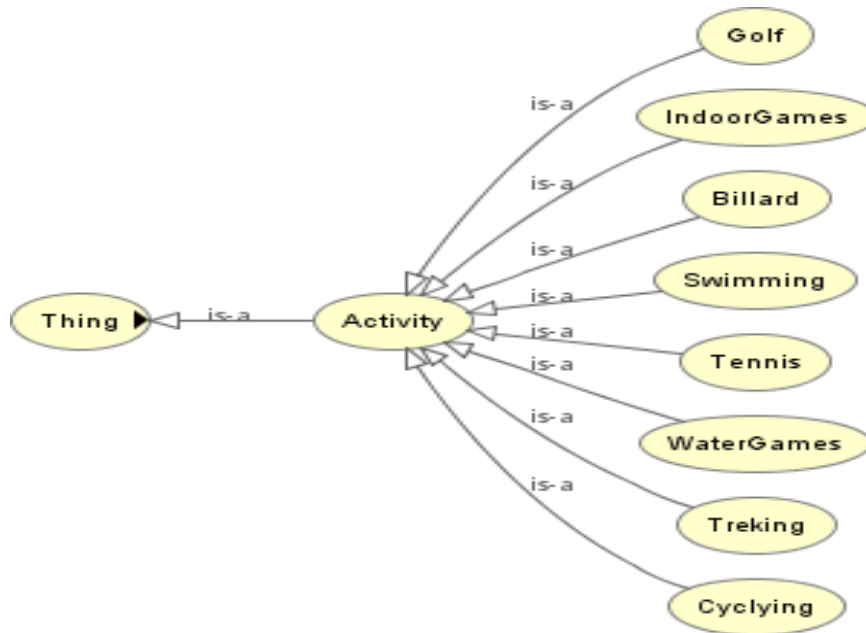 Golf
is-a
IndoorGames
is-a
Billard
is-a
Swimming
is-a
Thing
is-a
Activity
is-a
Tennis
is-a
WaterGames
is-a
Treking
is-a
Cyclying